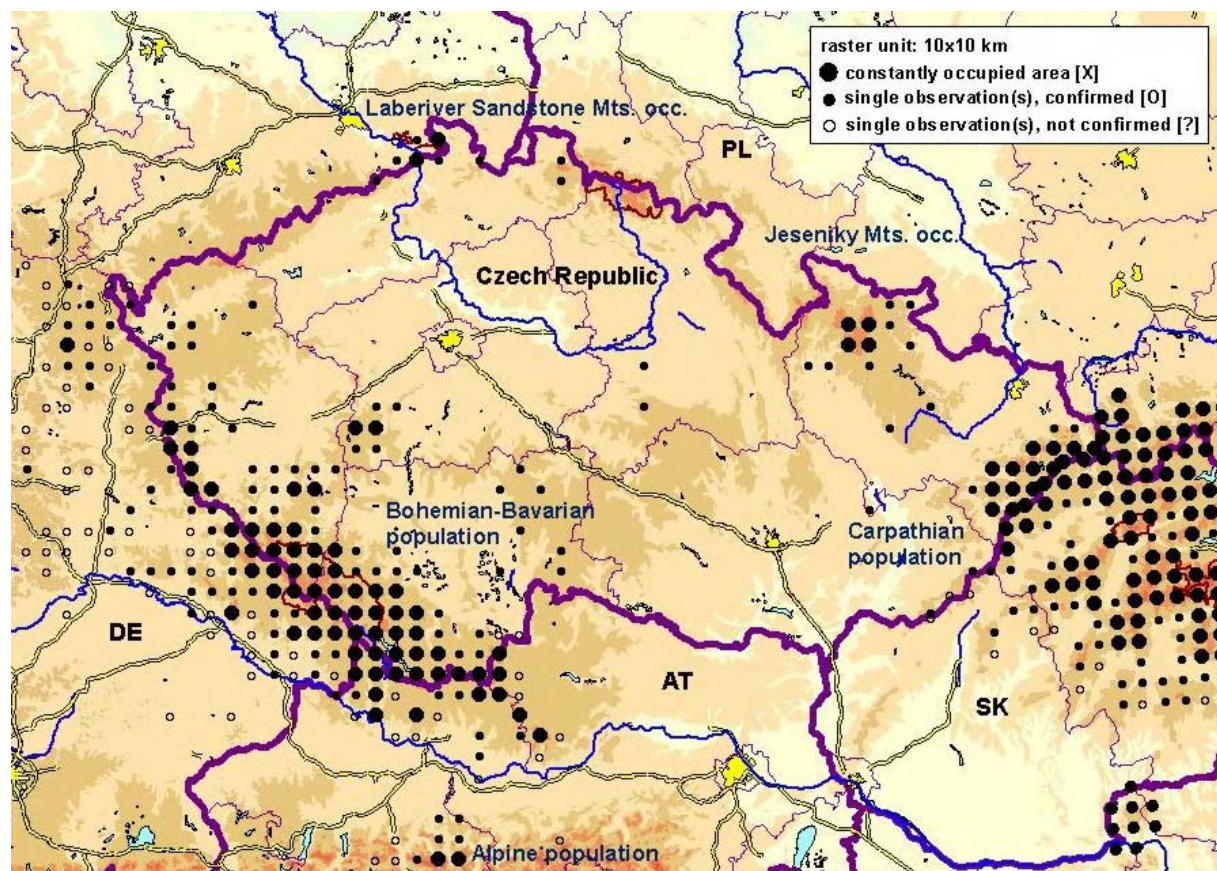 raster unit: 10x10 km
constantly occupied area [X]
single observation(s), confirmed [O]
single observation(s), not confirmed [?]
Laberiver Sandstone Mts. occ.
PL
Jeseniky Mts. occ.
Czech Republic
Bohemian-Bavarian
population
Carpathian
population
DE
AT
SK
Alpine population